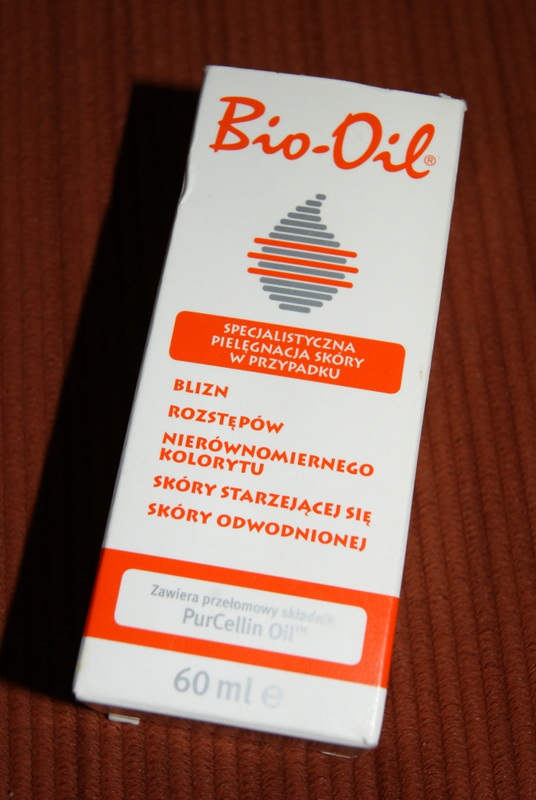 Bio-Oil®
SPECJALISTYCZNA
PIELĘGNACJA SKÓRY
W PRZYPADKU
BLIZN
ROZSTĘPÓW
NIERÓWNOMIERNEGO
KOLORYTU
SKÓRY STARZEJĄCEJ SIĘ
SKÓRY ODWODNIONEJ
Zawiera przełomowy składnik
PurCellin Oil™
60 ml ℮